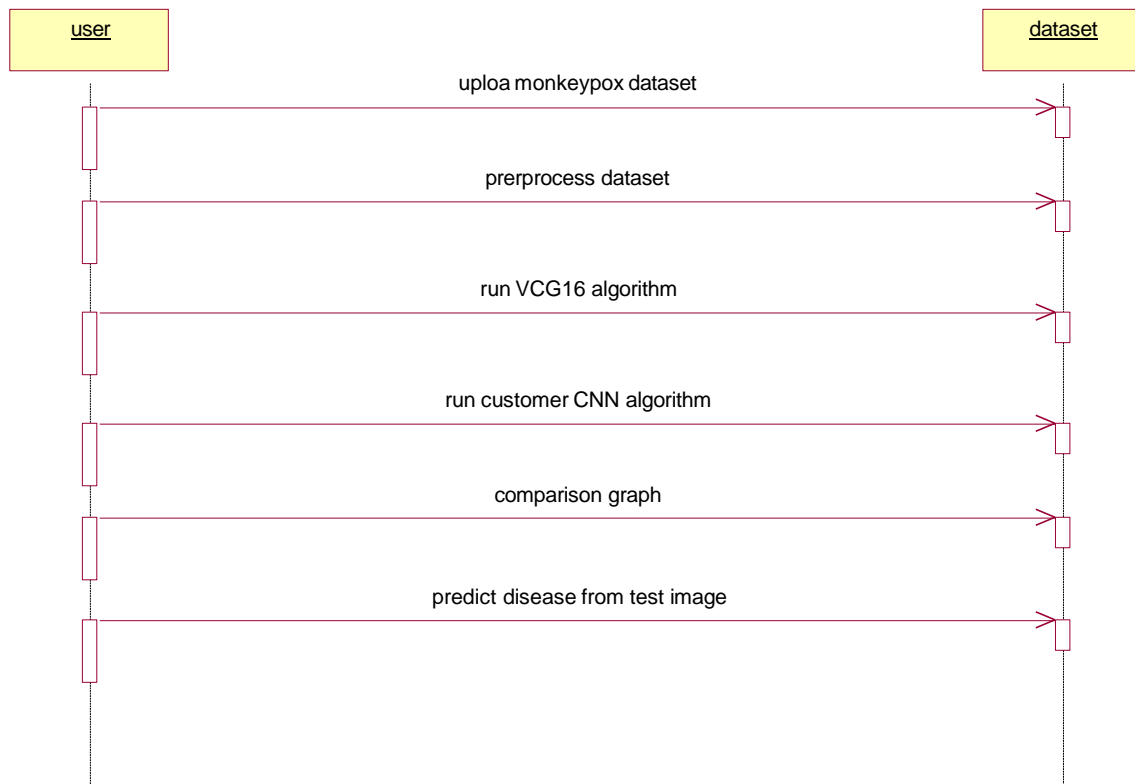 user
dataset
uploa monkeypox dataset
prerprocess dataset
run VCG16 algorithm
run customer CNN algorithm
comparison graph
predict disease from test image